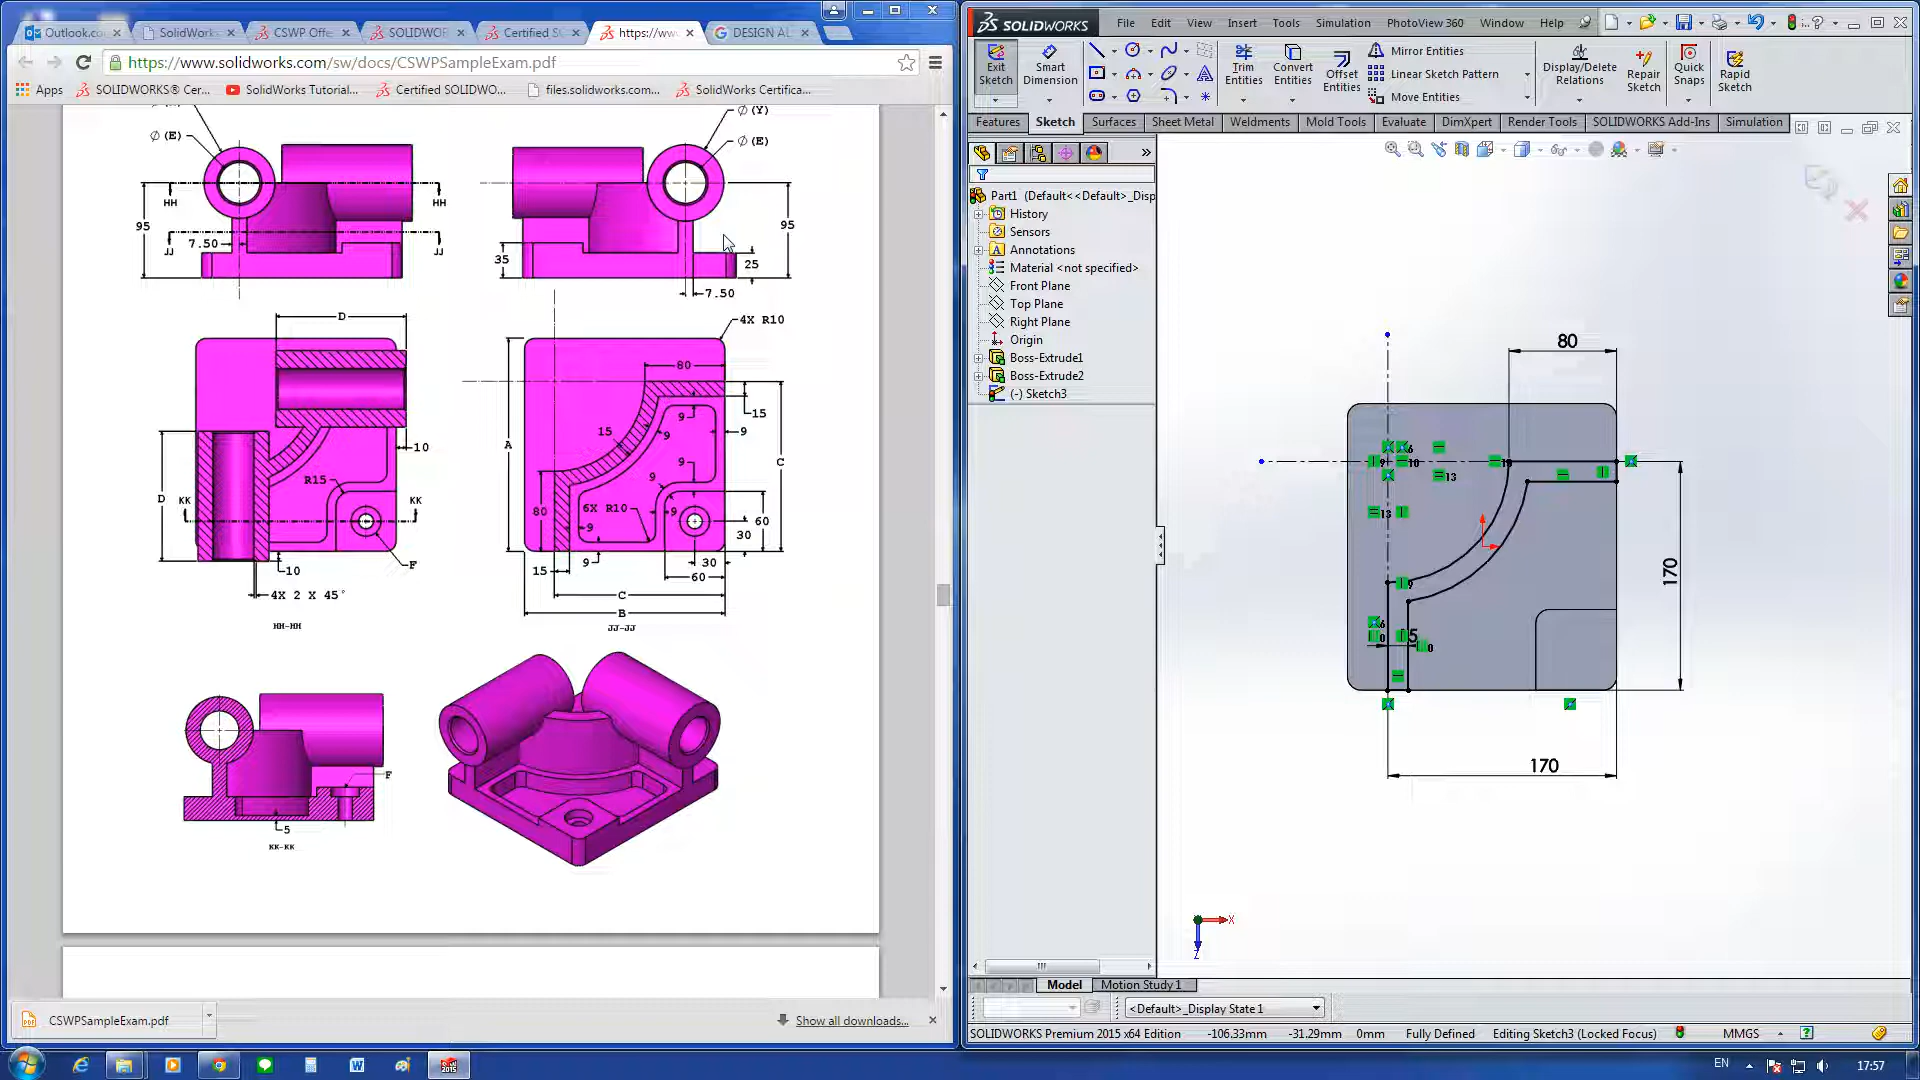 Outlook.co
SolidWork
CSWP Offe
SOLIDWOR
Certified S
https://ww
DESIGN AL
https://www.solidworks.com/sw/docs/CSWPSampleExam.pdf
Apps
SOLIDWORKS® Cer...
SolidWorks Tutorial...
Certified SOLIDWO...
files.solidworks.com...
SolidWorks Certifica...
∅ (E)
∅ (Y)
∅ (E)
HH
HH
95
7.50
JJ
JJ
95
35
25
7.50
D
4X R10
80
9
15
15
9
9
A
9
C
10
R15
D
KK
KK
80
6X R10
9
9
9
60
30
F
10
15
9
30
60
4X 2 X 45°
C
B
HH-HH
JJ-JJ
F
5
KK-KK
CSWPSampleExam.pdf
Show all downloads...
SOLIDWORKS
File
Edit
View
Insert
Tools
Simulation
PhotoView 360
Window
Help
Exit Sketch
Smart Dimension
Trim Entities
Convert Entities
Offset Entities
Mirror Entities
Linear Sketch Pattern
Move Entities
Display/Delete Relations
Repair Sketch
Quick Snaps
Rapid Sketch
Features
Sketch
Surfaces
Sheet Metal
Weldments
Mold Tools
Evaluate
DimXpert
Render Tools
SOLIDWORKS Add-Ins
Simulation
Part1 (Default<<Default>_Disp
History
Sensors
Annotations
Material <not specified>
Front Plane
Top Plane
Right Plane
Origin
Boss-Extrude1
Boss-Extrude2
(-) Sketch3
80
170
170
9
10
13
13
9
X
Z
Model
Motion Study 1
<Default>_Display State 1
SOLIDWORKS Premium 2015 x64 Edition
-106.33mm
-31.29mm
0mm
Fully Defined
Editing Sketch3 (Locked Focus)
MMGS
EN
17:57